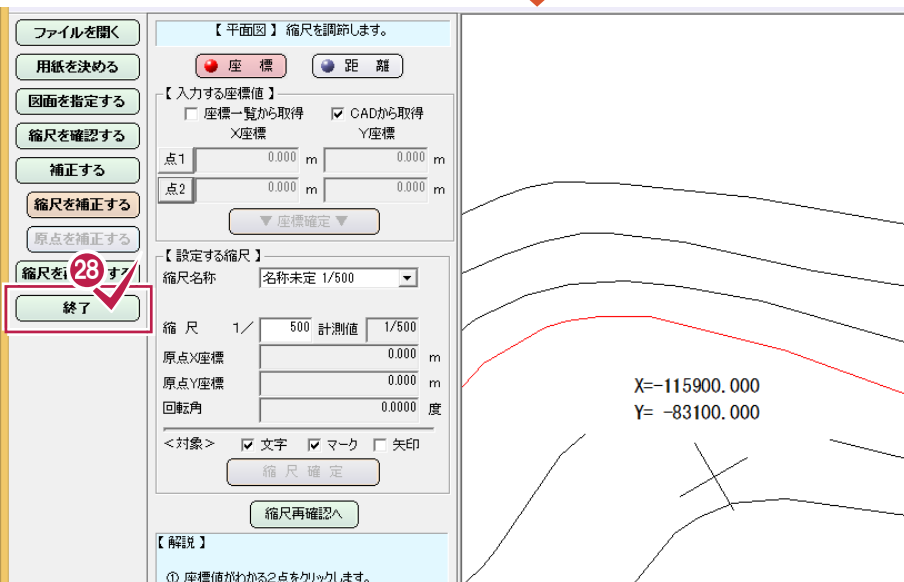 ファイルを開く
用紙を決める
図面を指定する
縮尺を確認する
補正する
縮尺を補正する
原点を補正する
縮尺を
する
28
終了
【 平面図 】 縮尺を調節します。
座 標
距 離
【 入力する座標値 】
座標一覧から取得 CADから取得
X座標 Y座標
点1 0.000 m 0.000 m
点2 0.000 m 0.000 m
▼ 座標確定 ▼
【 設定する縮尺 】
縮尺名称 名称未定 1/500
縮 尺 1/ 500 計測値 1/500
原点X座標 0.000 m
原点Y座標 0.000 m
回転角 0.0000 度
<対象> 文字 マーク 矢印
縮 尺 確 定
縮尺再確認へ
【 解説 】
① 座標値がわかる2点をクリックします。
X=-115900.000
Y= -83100.000